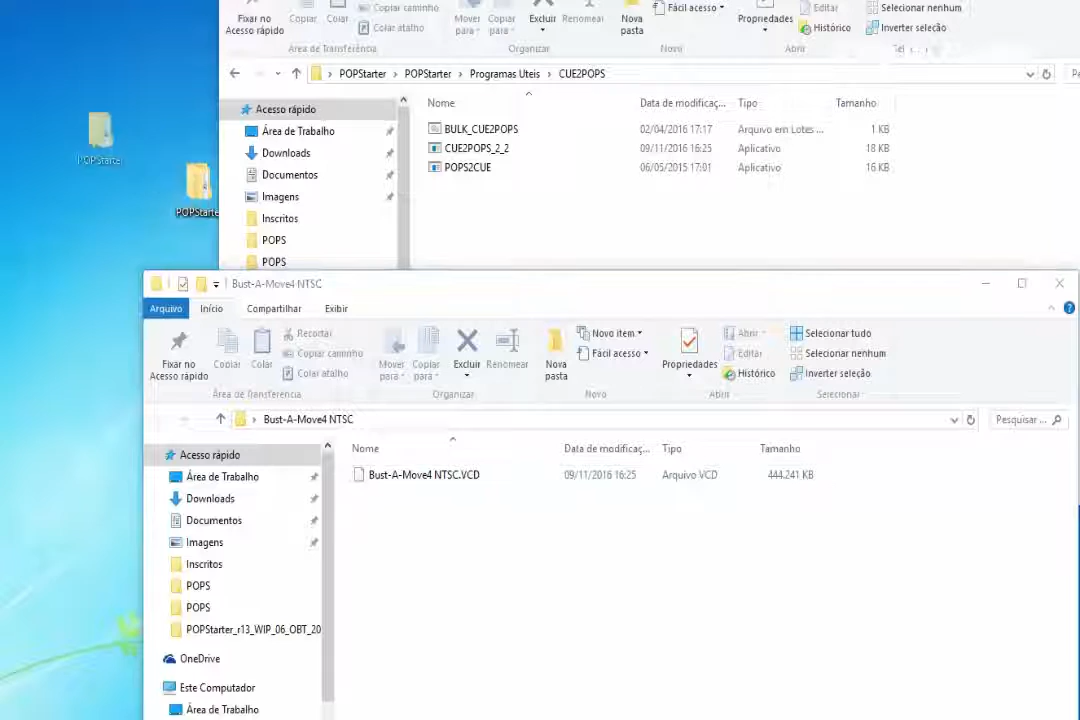 Fixar no
Acesso rápido
Copiar
Colar
Copiar caminho
Colar atalho
Mover
para
Copiar
para
Excluir
Renomear
Nova
pasta
Fácil acesso
Propriedades
Editar
Histórico
Selecionar nenhum
Inverter seleção
Área de Transferência
Organizar
Novo
Abrir
POPStarter
POPStarter
Programas Uteis
CUE2POPS
Acesso rápido
Área de Trabalho
Downloads
Documentos
Imagens
Inscritos
POPS
POPS
Nome
Data de modificaç...
Tipo
Tamanho
BULK_CUE2POPS
02/04/2016 17:17
Arquivo em Lotes ...
1 KB
CUE2POPS_2_2
09/11/2016 16:25
Aplicativo
18 KB
POPS2CUE
06/05/2015 17:01
Aplicativo
16 KB
POPStarter
POPStarte
Bust-A-Move4 NTSC
Arquivo
Início
Compartilhar
Exibir
Fixar no
Acesso rápido
Copiar
Colar
Recortar
Copiar caminho
Colar atalho
Mover
para
Copiar
para
Excluir
Renomear
Nova
pasta
Novo item
Fácil acesso
Propriedades
Abrir
Editar
Histórico
Selecionar tudo
Selecionar nenhum
Inverter seleção
Área de Transferência
Organizar
Novo
Abrir
Selecionar
Bust-A-Move4 NTSC
Pesquisar ...
Acesso rápido
Área de Trabalho
Downloads
Documentos
Imagens
Inscritos
POPS
POPS
POPStarter_r13_WIP_06_OBT_20
OneDrive
Este Computador
Área de Trabalho
Nome
Data de modificaç...
Tipo
Tamanho
Bust-A-Move4 NTSC.VCD
09/11/2016 16:25
Arquivo VCD
444.241 KB